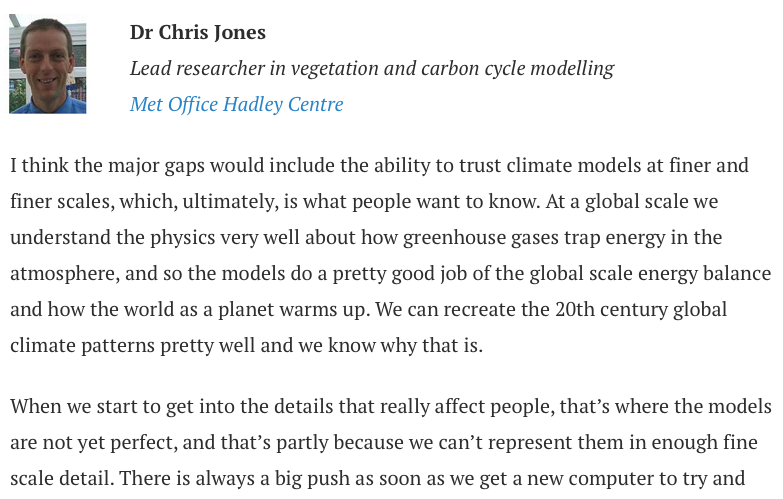 Dr Chris Jones
Lead researcher in vegetation and carbon cycle modelling
Met Office Hadley Centre
I think the major gaps would include the ability to trust climate models at finer and
finer scales, which, ultimately, is what people want to know. At a global scale we
understand the physics very well about how greenhouse gases trap energy in the
atmosphere, and so the models do a pretty good job of the global scale energy balance
and how the world as a planet warms up. We can recreate the 20th century global
climate patterns pretty well and we know why that is.
When we start to get into the details that really affect people, that’s where the models
are not yet perfect, and that’s partly because we can’t represent them in enough fine
scale detail. There is always a big push as soon as we get a new computer to try and